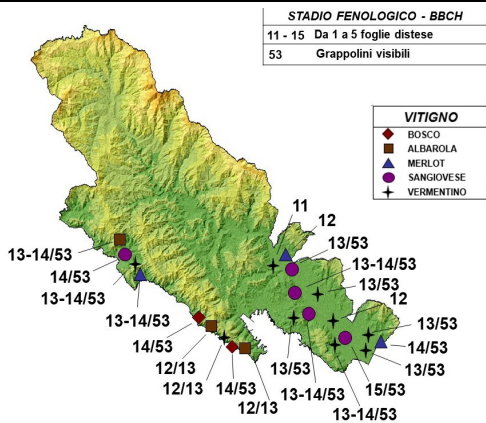 STADIO FENOLOGICO - BBCH
11 - 15 Da 1 a 5 foglie distese
53 Grappolini visibili
VITIGNO
BOSCO
ALBAROLA
MERLOT
SANGIOVESE
VERMENTINO
11
12
13/53
13-14/53
13/53
12
13/53
14/53
13/53
15/53
13-14/53
13-14/53
13/53
13-14/53
14/53
13-14/53
13-14/53
14/53
12/13
12/13
14/53
12/13